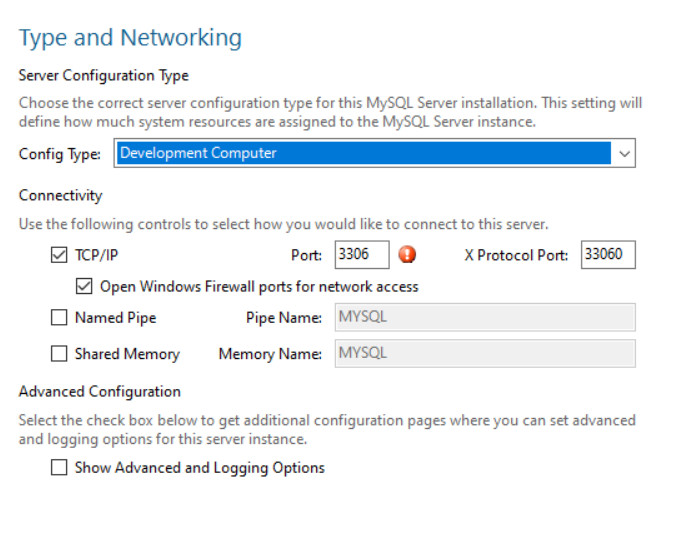 Type and Networking
Server Configuration Type
Choose the correct server configuration type for this MySQL Server installation. This setting will
define how much system resources are assigned to the MySQL Server instance.
Config Type: Development Computer
Connectivity
Use the following controls to select how you would like to connect to this server.
TCP/IP Port: 3306 X Protocol Port: 33060
Open Windows Firewall ports for network access
Named Pipe Pipe Name: MYSQL
Shared Memory Memory Name: MYSQL
Advanced Configuration
Select the check box below to get additional configuration pages where you can set advanced
and logging options for this server instance.
Show Advanced and Logging Options